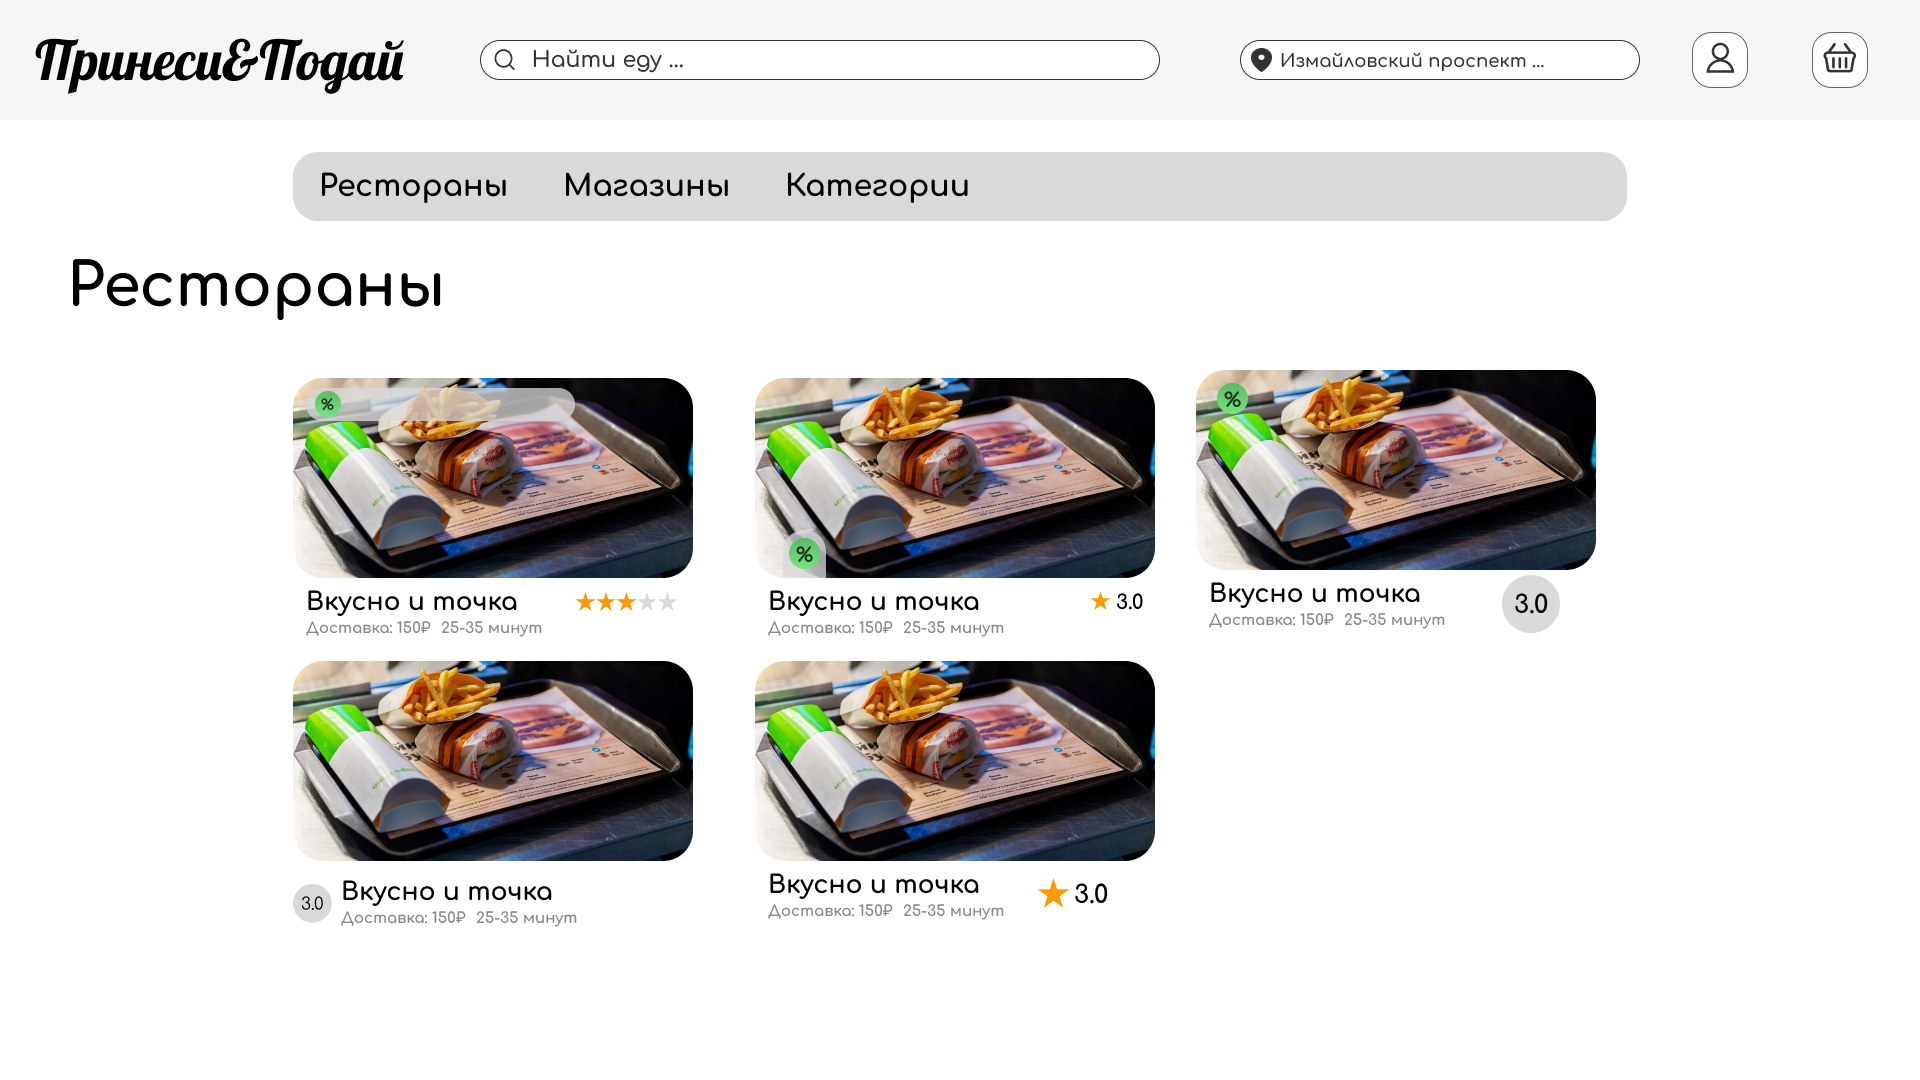 Принеси&Подай
Найти еду ...
Измайловский проспект ...
Рестораны Магазины Категории
Рестораны
%
%
%
Вкусно и точка
Доставка: 150₽ 25-35 минут
Вкусно и точка
3.0
Доставка: 150₽ 25-35 минут
Вкусно и точка
3.0
Доставка: 150₽ 25-35 минут
3.0
Вкусно и точка
Доставка: 150₽ 25-35 минут
Вкусно и точка
3.0
Доставка: 150₽ 25-35 минут